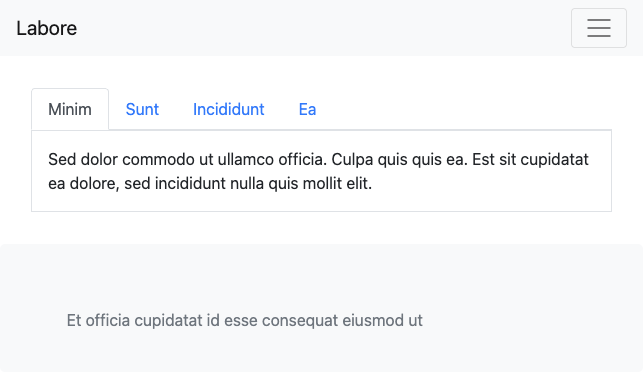 Labore
Minim Sunt Incididunt Ea
Sed dolor commodo ut ullamco officia. Culpa quis quis ea. Est sit cupidatat
ea dolore, sed incididunt nulla quis mollit elit.
Et officia cupidatat id esse consequat eiusmod ut